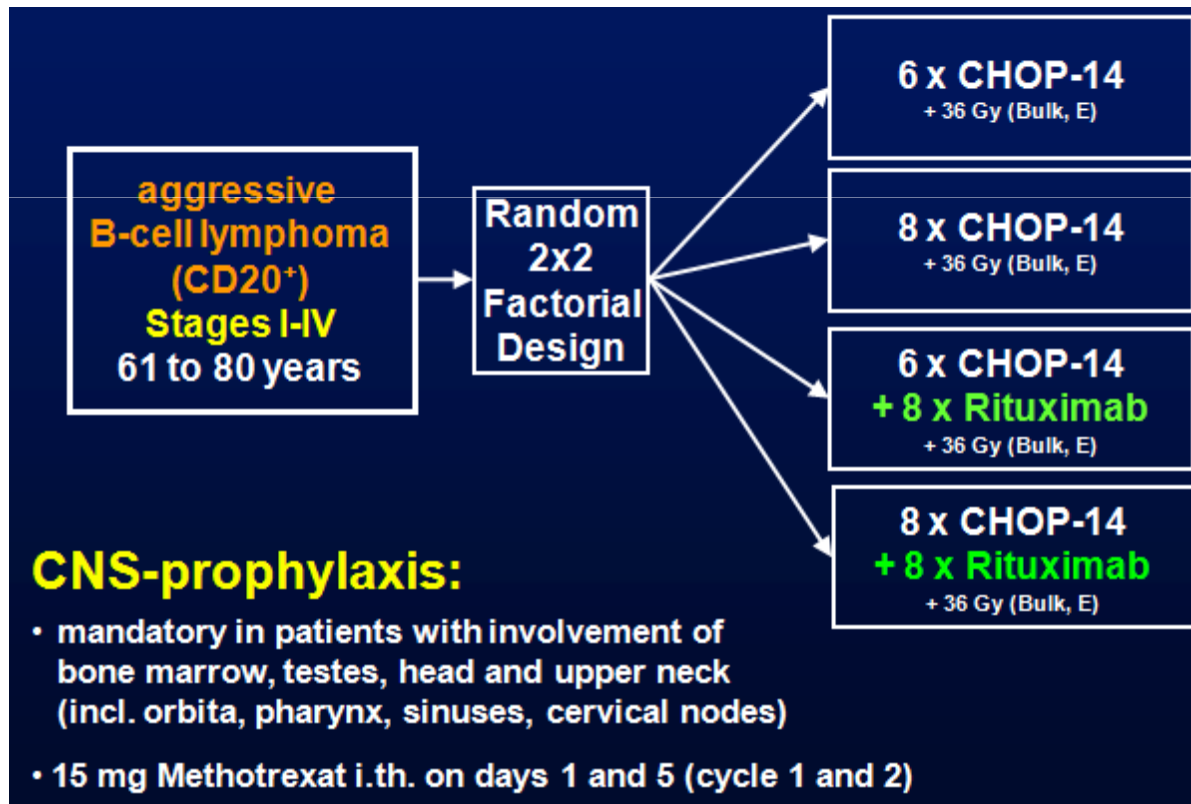 aggressive
B-cell lymphoma
(CD20⁺)
Stages I-IV
61 to 80 years
Random
2x2
Factorial
Design
6 x CHOP-14
+ 36 Gy (Bulk, E)
8 x CHOP-14
+ 36 Gy (Bulk, E)
6 x CHOP-14
+ 8 x Rituximab
+ 36 Gy (Bulk, E)
8 x CHOP-14
+ 8 x Rituximab
+ 36 Gy (Bulk, E)
CNS-prophylaxis:
• mandatory in patients with involvement of
bone marrow, testes, head and upper neck
(incl. orbita, pharynx, sinuses, cervical nodes)
• 15 mg Methotrexat i.th. on days 1 and 5 (cycle 1 and 2)